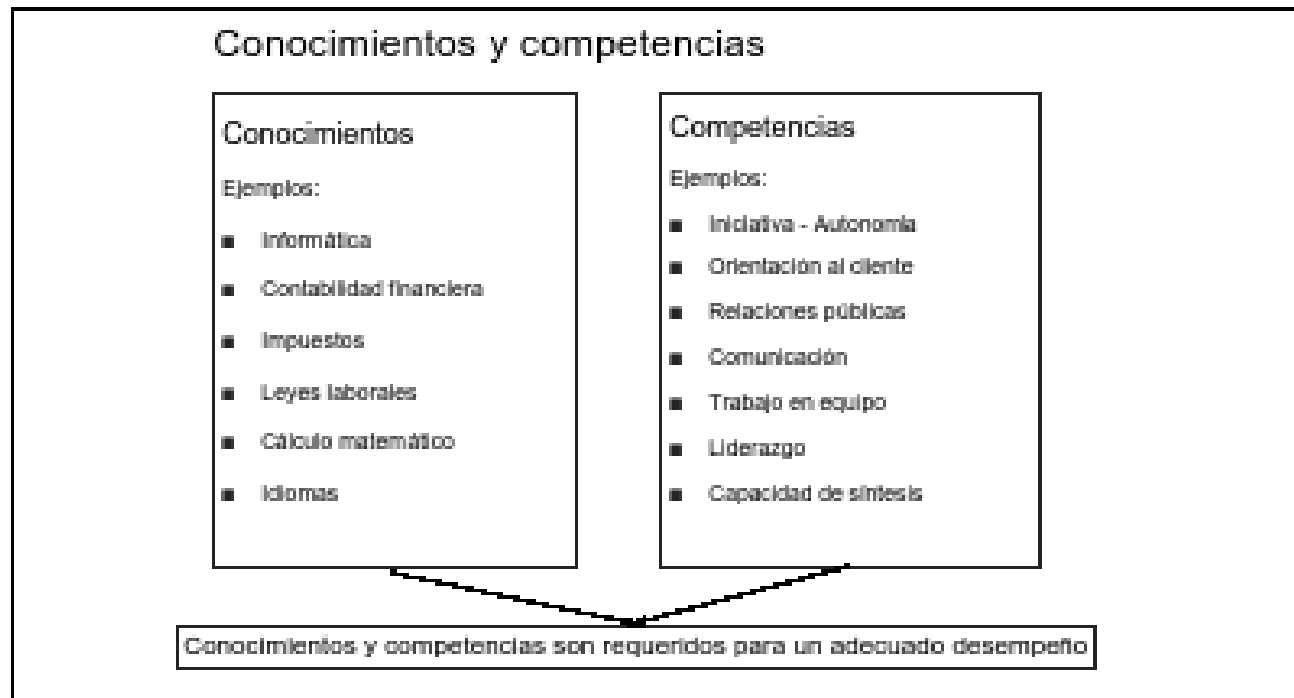 Conocimientos y competencias
Conocimientos
Ejemplos:
■ Informática
■ Contabilidad financiera
■ Impuestos
■ Leyes laborales
■ Cálculo matemático
■ Idiomas
Competencias
Ejemplos:
■ Iniciativa - Autonomía
■ Orientación al cliente
■ Relaciones públicas
■ Comunicación
■ Trabajo en equipo
■ Liderazgo
■ Capacidad de síntesis
Conocimientos y competencias son requeridos para un adecuado desempeño